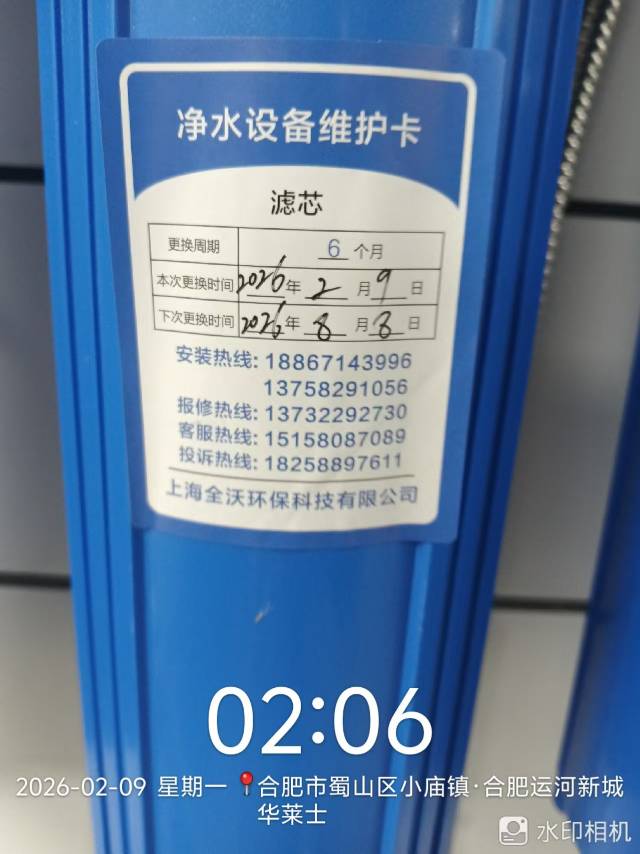 净水设备维护卡
滤芯
更换周期 6 个月
本次更换时间 2026 年 2 月 9 日
下次更换时间 2026 年 8 月 8 日
安装热线: 18867143996
13758291056
报修热线: 13732292730
客服热线: 15158087089
投诉热线: 18258897611
上海全沃环保科技有限公司
02:06
2026-02-09 星期一 合肥市蜀山区小庙镇·合肥运河新城
华莱士
水印相机